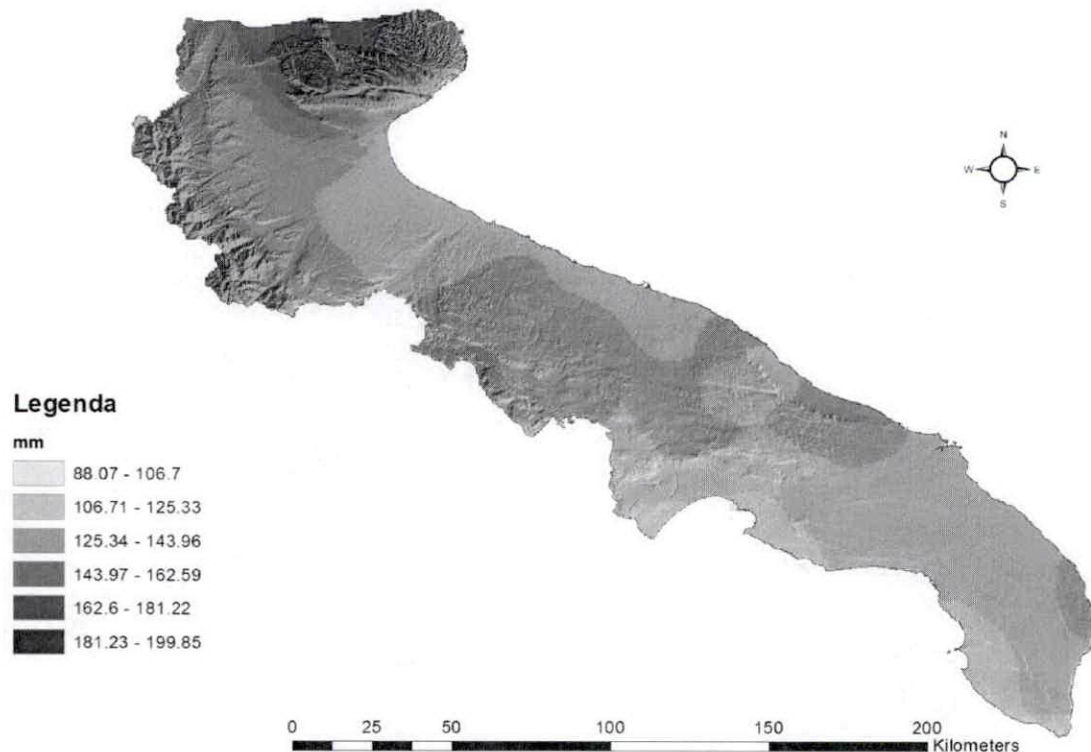 N
W E
S
Legenda
mm
88.07 - 106.7
106.71 - 125.33
125.34 - 143.96
143.97 - 162.59
162.6 - 181.22
181.23 - 199.85
0 25 50 100 150 200
Kilometers